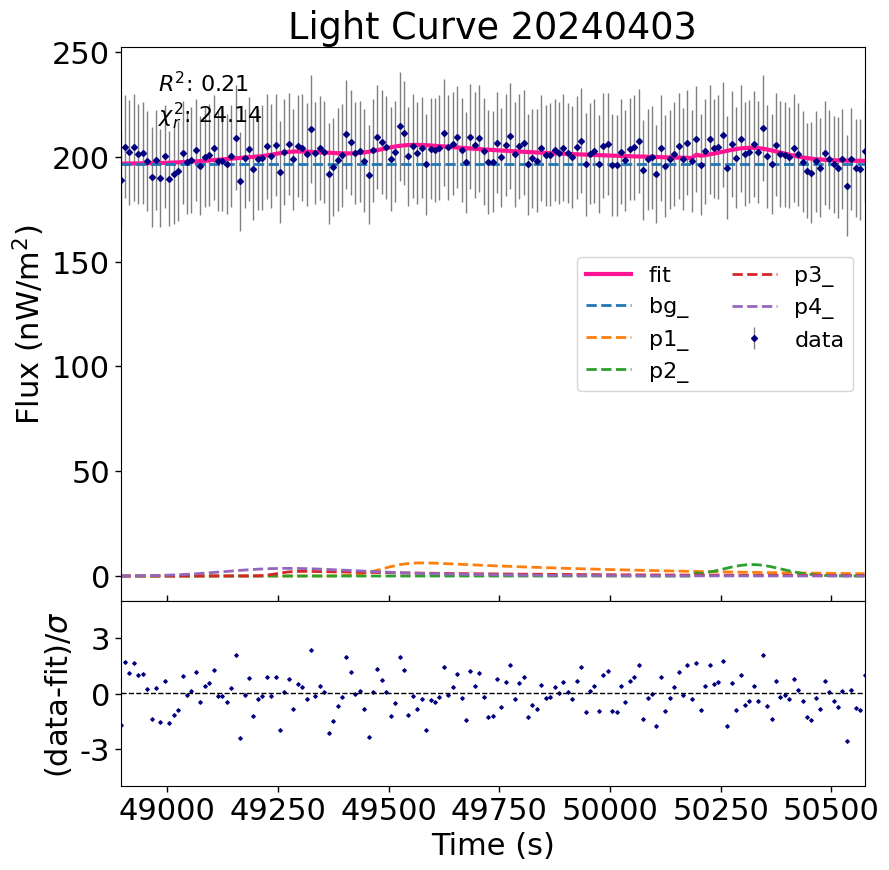 Light Curve 20240403
R²: 0.21
χ²ᵣ: 24.14
250
200
150
100
50
0
Flux (nW/m²)
fit
bg_
p1_
p2_
p3_
p4_
data
3
0
-3
(data-fit)/σ
49000 49250 49500 49750 50000 50250 50500
Time (s)